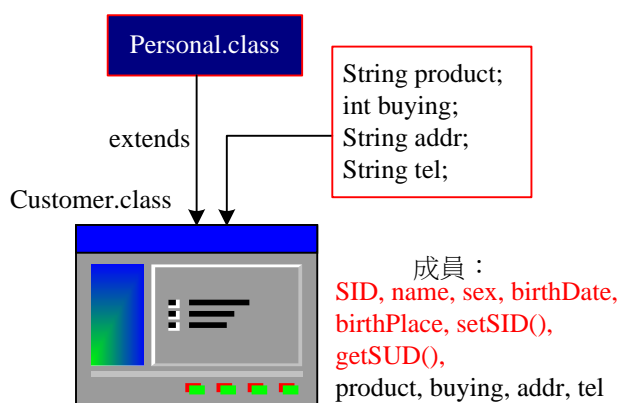 Personal.class
String product;
int buying;
String addr;
String tel;
extends
Customer.class
成員：
SID, name, sex, birthDate,
birthPlace, setSID(),
getSUD(),
product, buying, addr, tel